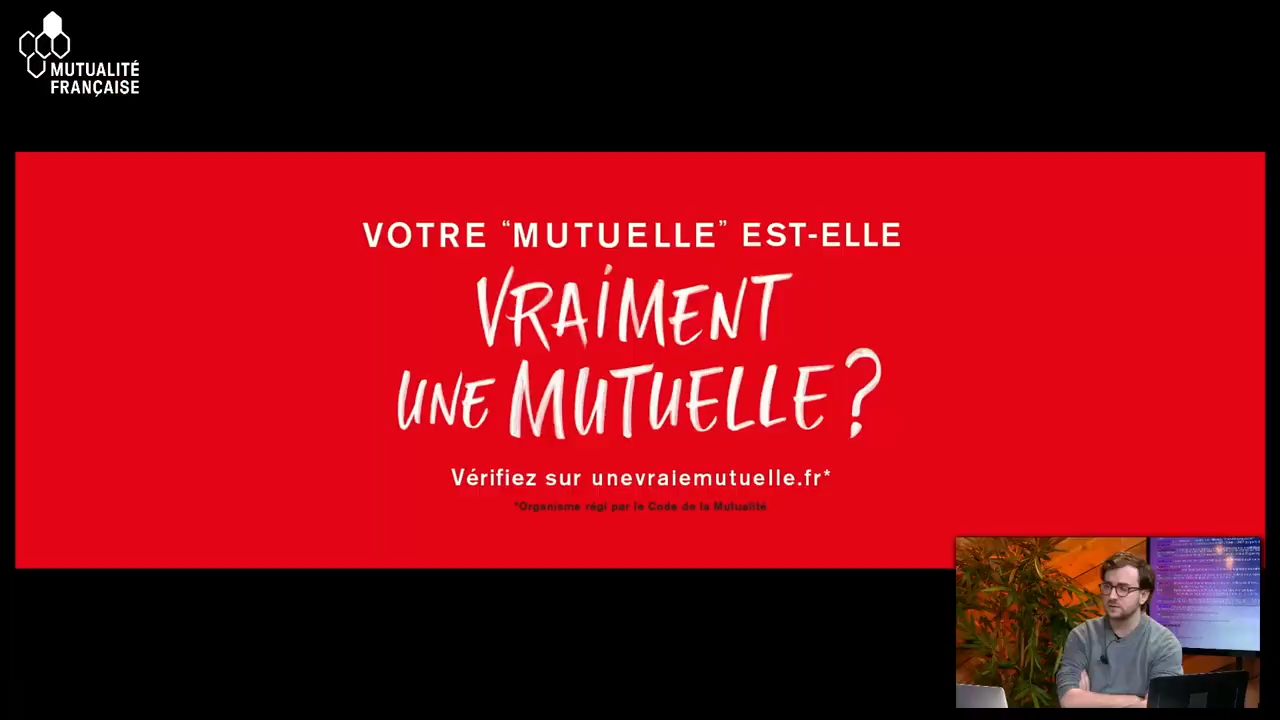 MUTUALITÉ
FRANÇAISE
VOTRE “MUTUELLE” EST-ELLE
VRAIMENT
UNE MUTUELLE ?
Vérifiez sur unevraiemutuelle.fr*
*Organisme régi par le Code de la Mutualité